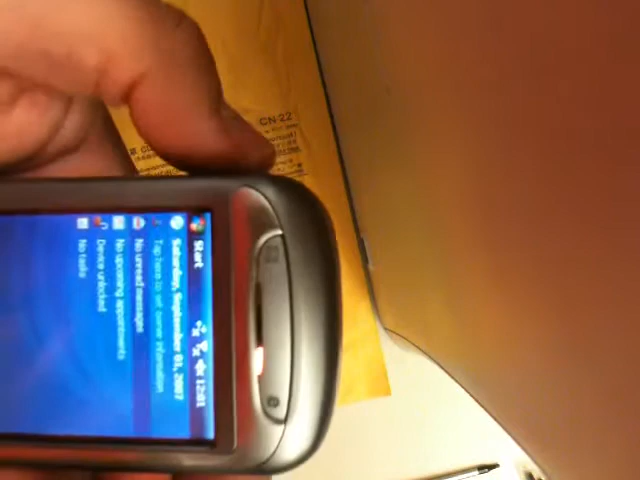 Start 12:01
Saturday, September 01, 2007
Tap here to set owner information
No unread messages
No upcoming appointments
Device unlocked
No tasks
CN-22